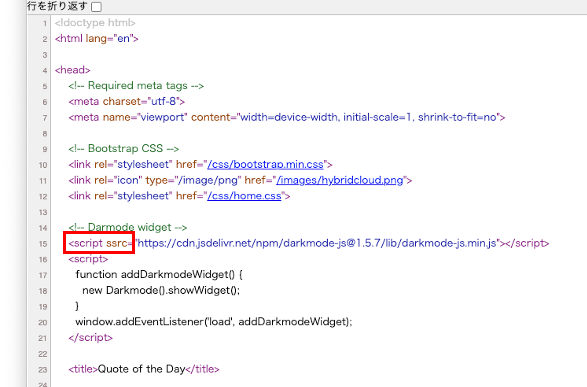 行を折り返す
1 <!doctype html>
2 <html lang="en">
3
4 <head>
5 <!-- Required meta tags -->
6 <meta charset="utf-8">
7 <meta name="viewport" content="width=device-width, initial-scale=1, shrink-to-fit=no">
8
9 <!-- Bootstrap CSS -->
10 <link rel="stylesheet" href="/css/bootstrap.min.css">
11 <link rel="icon" type="/image/png" href="/images/hybridcloud.png">
12 <link rel="stylesheet" href="/css/home.css">
13
14 <!-- Darmode widget -->
15 <script ssrc="https://cdn.jsdelivr.net/npm/darkmode-js@1.5.7/lib/darkmode-js.min.js"></script>
16 <script>
17 function addDarkmodeWidget() {
18 new Darkmode().showWidget();
19 }
20 window.addEventListener('load', addDarkmodeWidget);
21 </script>
22
23 <title>Quote of the Day</title>